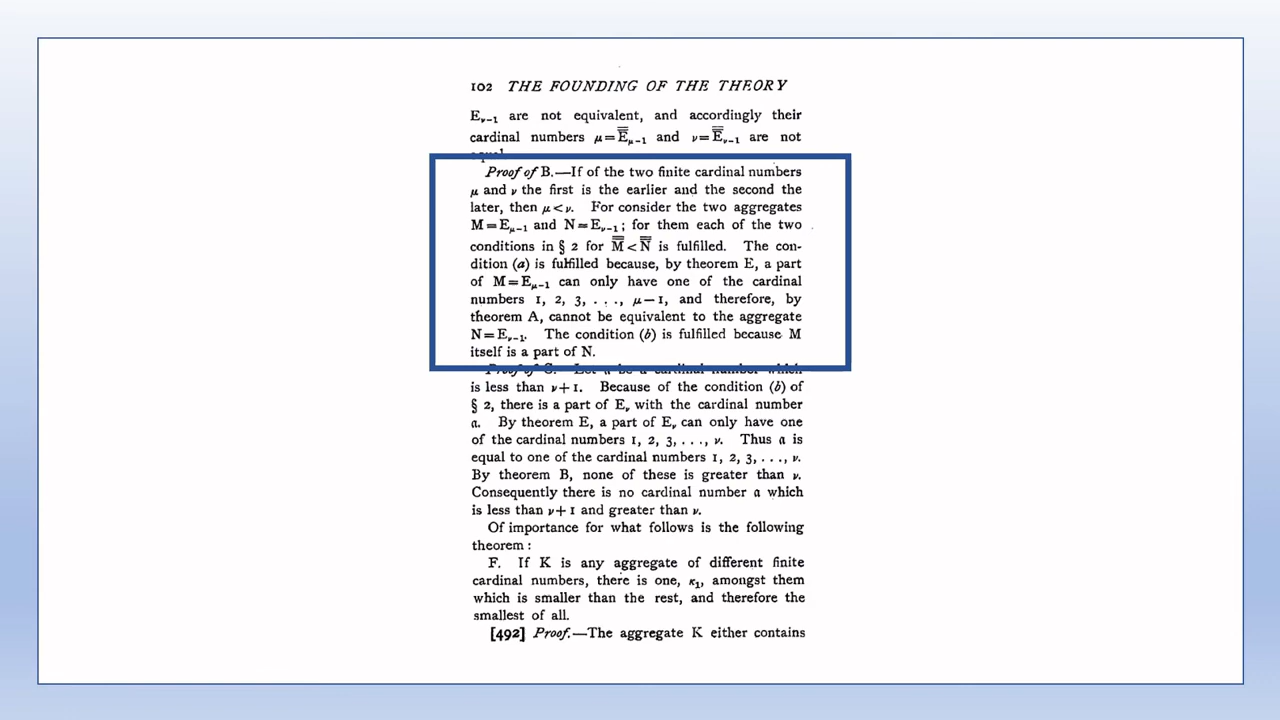 102 THE FOUNDING OF THE THEORY
E_{ν−1} are not equivalent, and accordingly their
cardinal numbers μ=E̿_{μ−1} and ν=E̿_{ν−1} are not
equal.
Proof of B.—If of the two finite cardinal numbers
μ and ν the first is the earlier and the second the
later, then μ<ν. For consider the two aggregates
M=E_{μ−1} and N=E_{ν−1}; for them each of the two
conditions in § 2 for M̿<N̿ is fulfilled. The con-
dition (a) is fulfilled because, by theorem E, a part
of M=E_{μ−1} can only have one of the cardinal
numbers 1, 2, 3, . . ., μ−1, and therefore, by
theorem A, cannot be equivalent to the aggregate
N=E_{ν−1}. The condition (b) is fulfilled because M
itself is a part of N.
Proof of C.—Let a be a cardinal number which
is less than ν+1. Because of the condition (b) of
§ 2, there is a part of E_ν with the cardinal number
a. By theorem E, a part of E_ν can only have one
of the cardinal numbers 1, 2, 3, . . ., ν. Thus a is
equal to one of the cardinal numbers 1, 2, 3, . . ., ν.
By theorem B, none of these is greater than ν.
Consequently there is no cardinal number a which
is less than ν+1 and greater than ν.
Of importance for what follows is the following
theorem :
F. If K is any aggregate of different finite
cardinal numbers, there is one, κ₁, amongst them
which is smaller than the rest, and therefore the
smallest of all.
[492] Proof.—The aggregate K either contains